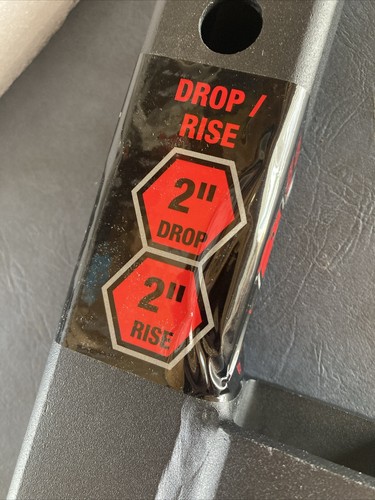 DROP /
RISE
2"
DROP
2"
RISE